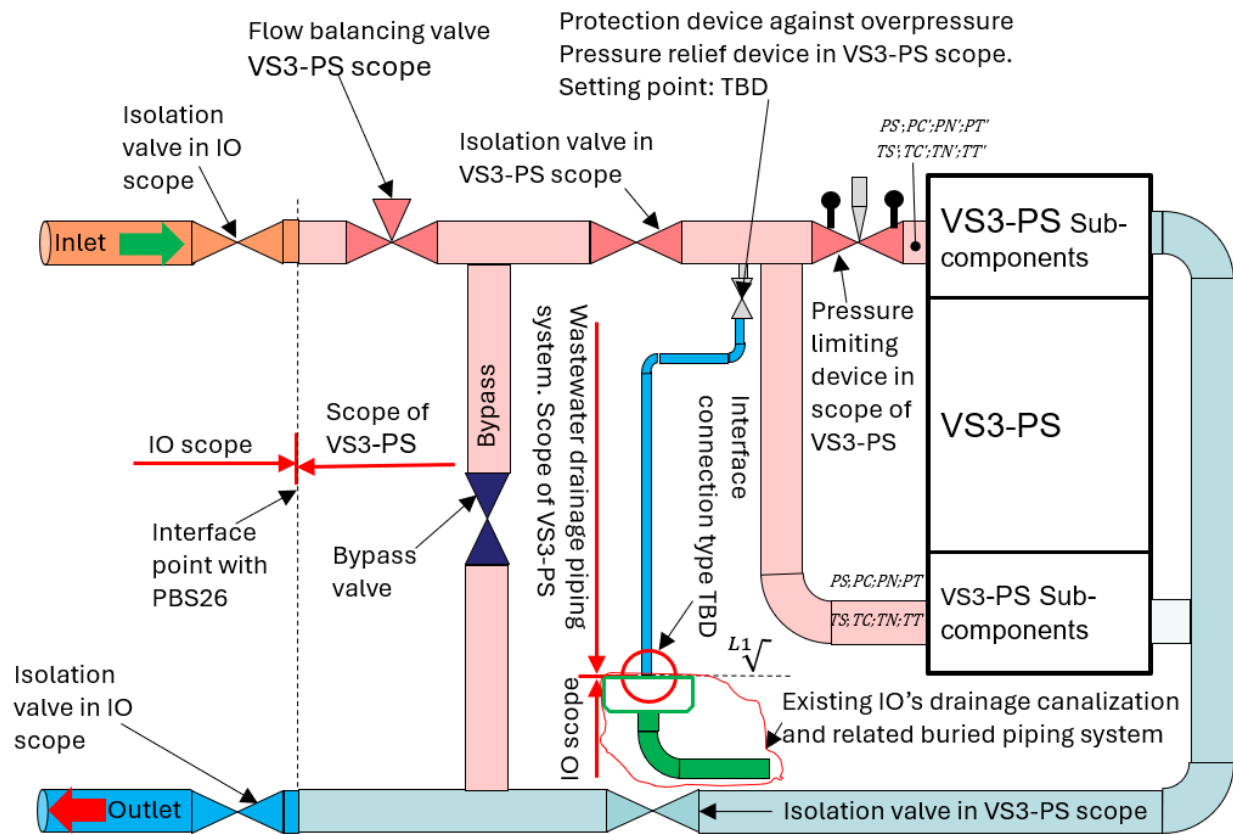 Flow balancing valve
VS3-PS scope
Protection device against overpressure
Pressure relief device in VS3-PS scope.
Setting point: TBD
Isolation
valve in IO
scope
Isolation valve in
VS3-PS scope
PS';PC';PN';PT'
TS';TC';TN';TT'
Inlet
VS3-PS Sub-
components
Pressure
limiting
device in
scope of
VS3-PS
Wastewater drainage piping
system. Scope of VS3-PS
Bypass
Interface
connection type TBD
VS3-PS
IO scope
Scope of
VS3-PS
Interface
point with
PBS26
Bypass
valve
PS;PC;PN;PT
TS;TC;TN;TT
VS3-PS Sub-
components
L1
IO scope
Isolation
valve in IO
scope
Existing IO's drainage canalization
and related buried piping system
Outlet
Isolation valve in VS3-PS scope